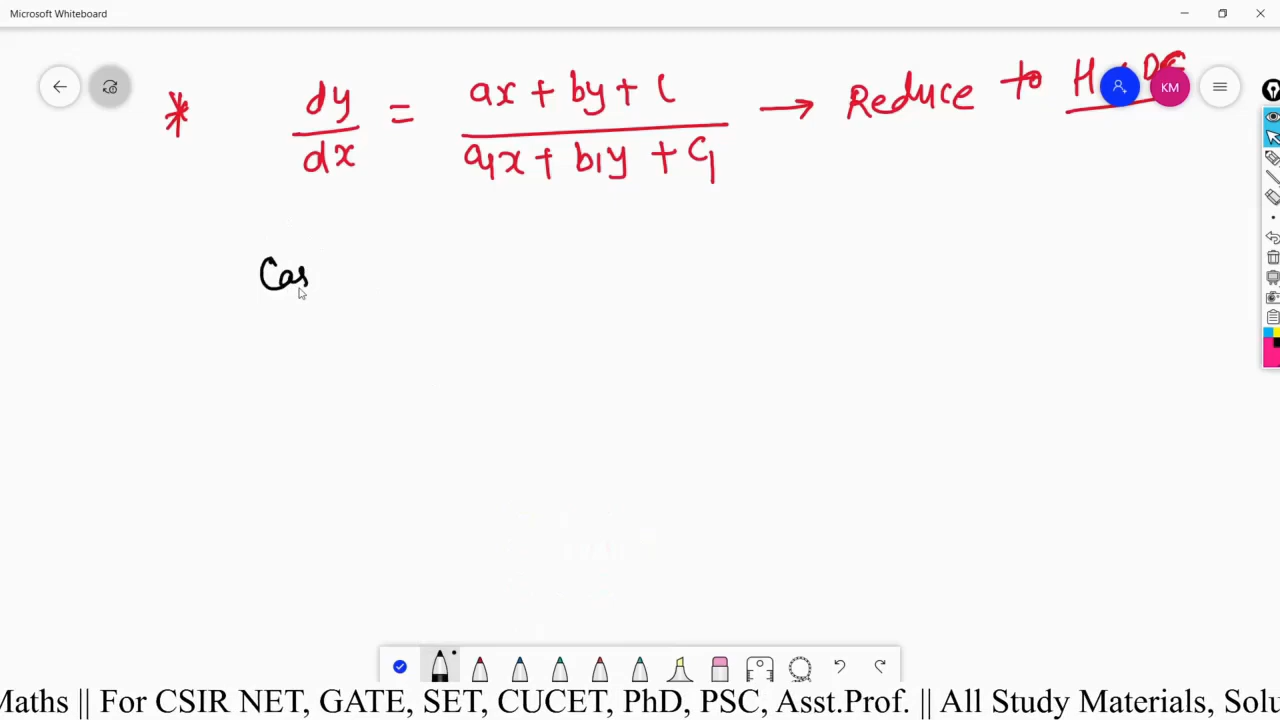 Microsoft Whiteboard
* dy/dx = (ax + by + c)/(a₁x + b₁y + c₁) → Reduce to H
KM
Cas
Maths || For CSIR NET, GATE, SET, CUCET, PhD, PSC, Asst.Prof. || All Study Materials, Solu